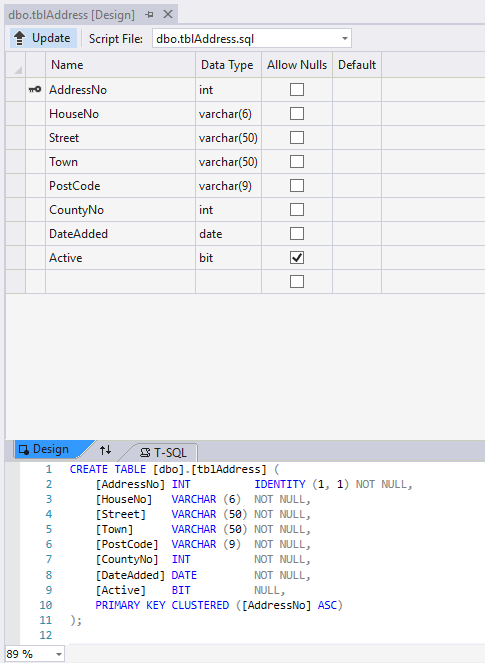 dbo.tblAddress [Design]
Update Script File: dbo.tblAddress.sql
Name Data Type Allow Nulls Default
AddressNo int
HouseNo varchar(6)
Street varchar(50)
Town varchar(50)
PostCode varchar(9)
CountyNo int
DateAdded date
Active bit
Design T-SQL
1 CREATE TABLE [dbo].[tblAddress] (
2 [AddressNo] INT IDENTITY (1, 1) NOT NULL,
3 [HouseNo] VARCHAR (6) NOT NULL,
4 [Street] VARCHAR (50) NOT NULL,
5 [Town] VARCHAR (50) NOT NULL,
6 [PostCode] VARCHAR (9) NOT NULL,
7 [CountyNo] INT NOT NULL,
8 [DateAdded] DATE NOT NULL,
9 [Active] BIT NULL,
10 PRIMARY KEY CLUSTERED ([AddressNo] ASC)
11 );
12
89 %